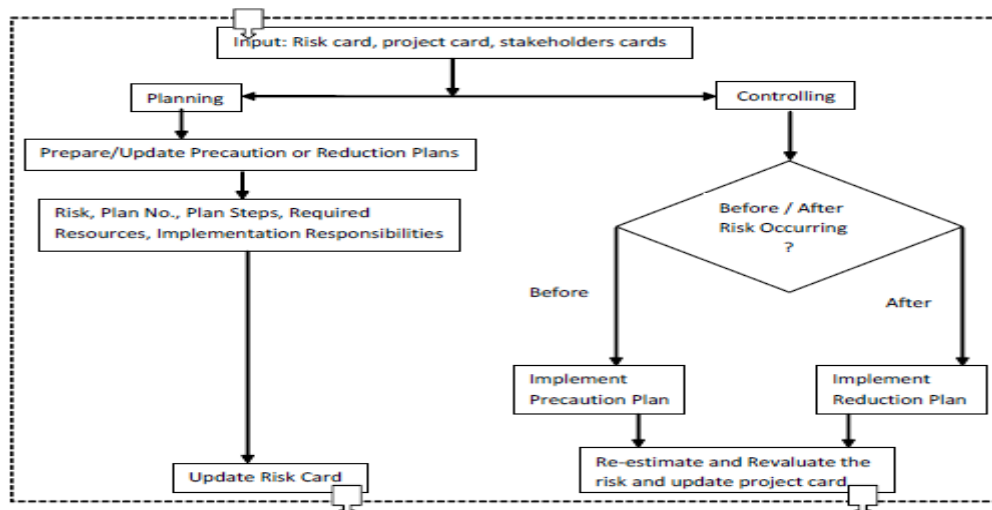 Input: Risk card, project card, stakeholders cards
Planning
Controlling
Prepare/Update Precaution or Reduction Plans
Risk, Plan No., Plan Steps, Required
Resources, Implementation Responsibilities
Before / After
Risk Occurring
?
Before
After
Implement
Precaution Plan
Implement
Reduction Plan
Update Risk Card
Re-estimate and Revaluate the
risk and update project card